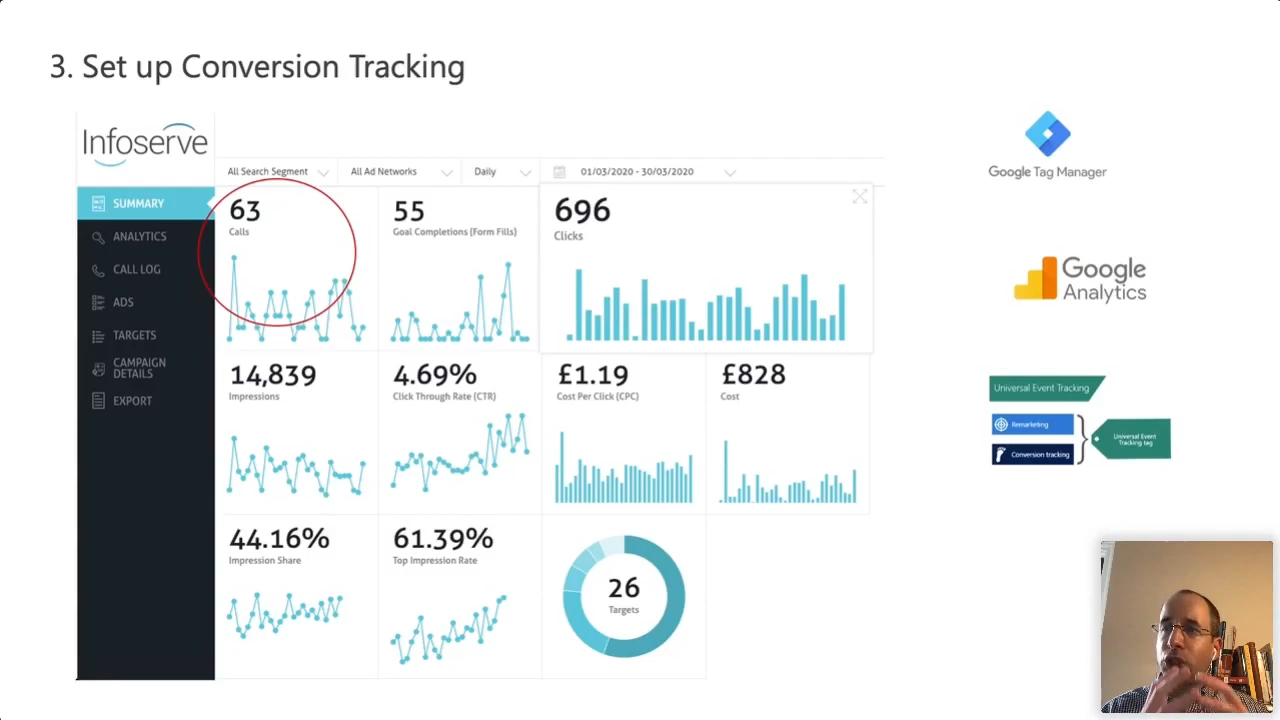 3. Set up Conversion Tracking
Infoserve
All Search Segment
All Ad Networks
Daily
01/03/2020 - 30/03/2020
SUMMARY
ANALYTICS
CALL LOG
ADS
TARGETS
CAMPAIGN
DETAILS
EXPORT
63
Calls
55
Goal Completions (Form Fills)
696
Clicks
14,839
Impressions
4.69%
Click Through Rate (CTR)
£1.19
Cost Per Click (CPC)
£828
Cost
44.16%
Impression Share
61.39%
Top Impression Rate
26
Targets
Google Tag Manager
Google
Analytics
Universal Event Tracking
Remarketing
Conversion tracking
Universal Event
Tracking tag